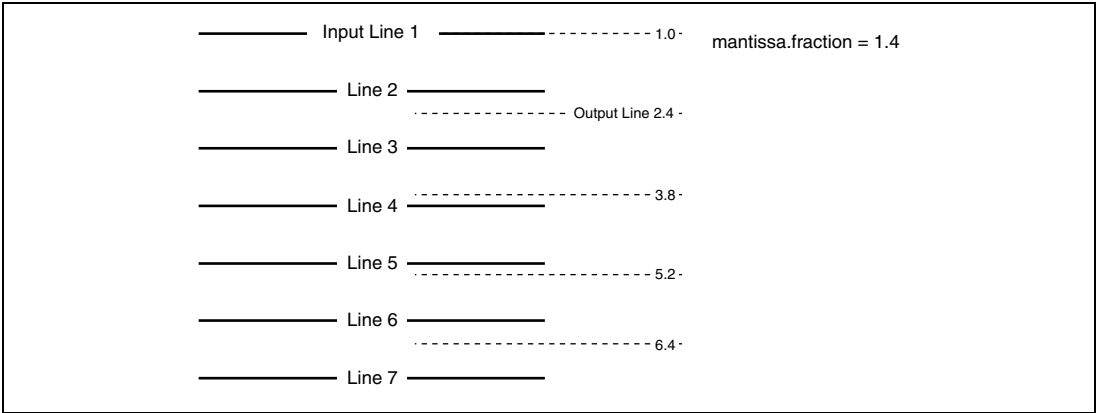 Input Line 1
1.0
mantissa.fraction = 1.4
Line 2
Output Line 2.4
Line 3
3.8
Line 4
Line 5
5.2
Line 6
6.4
Line 7